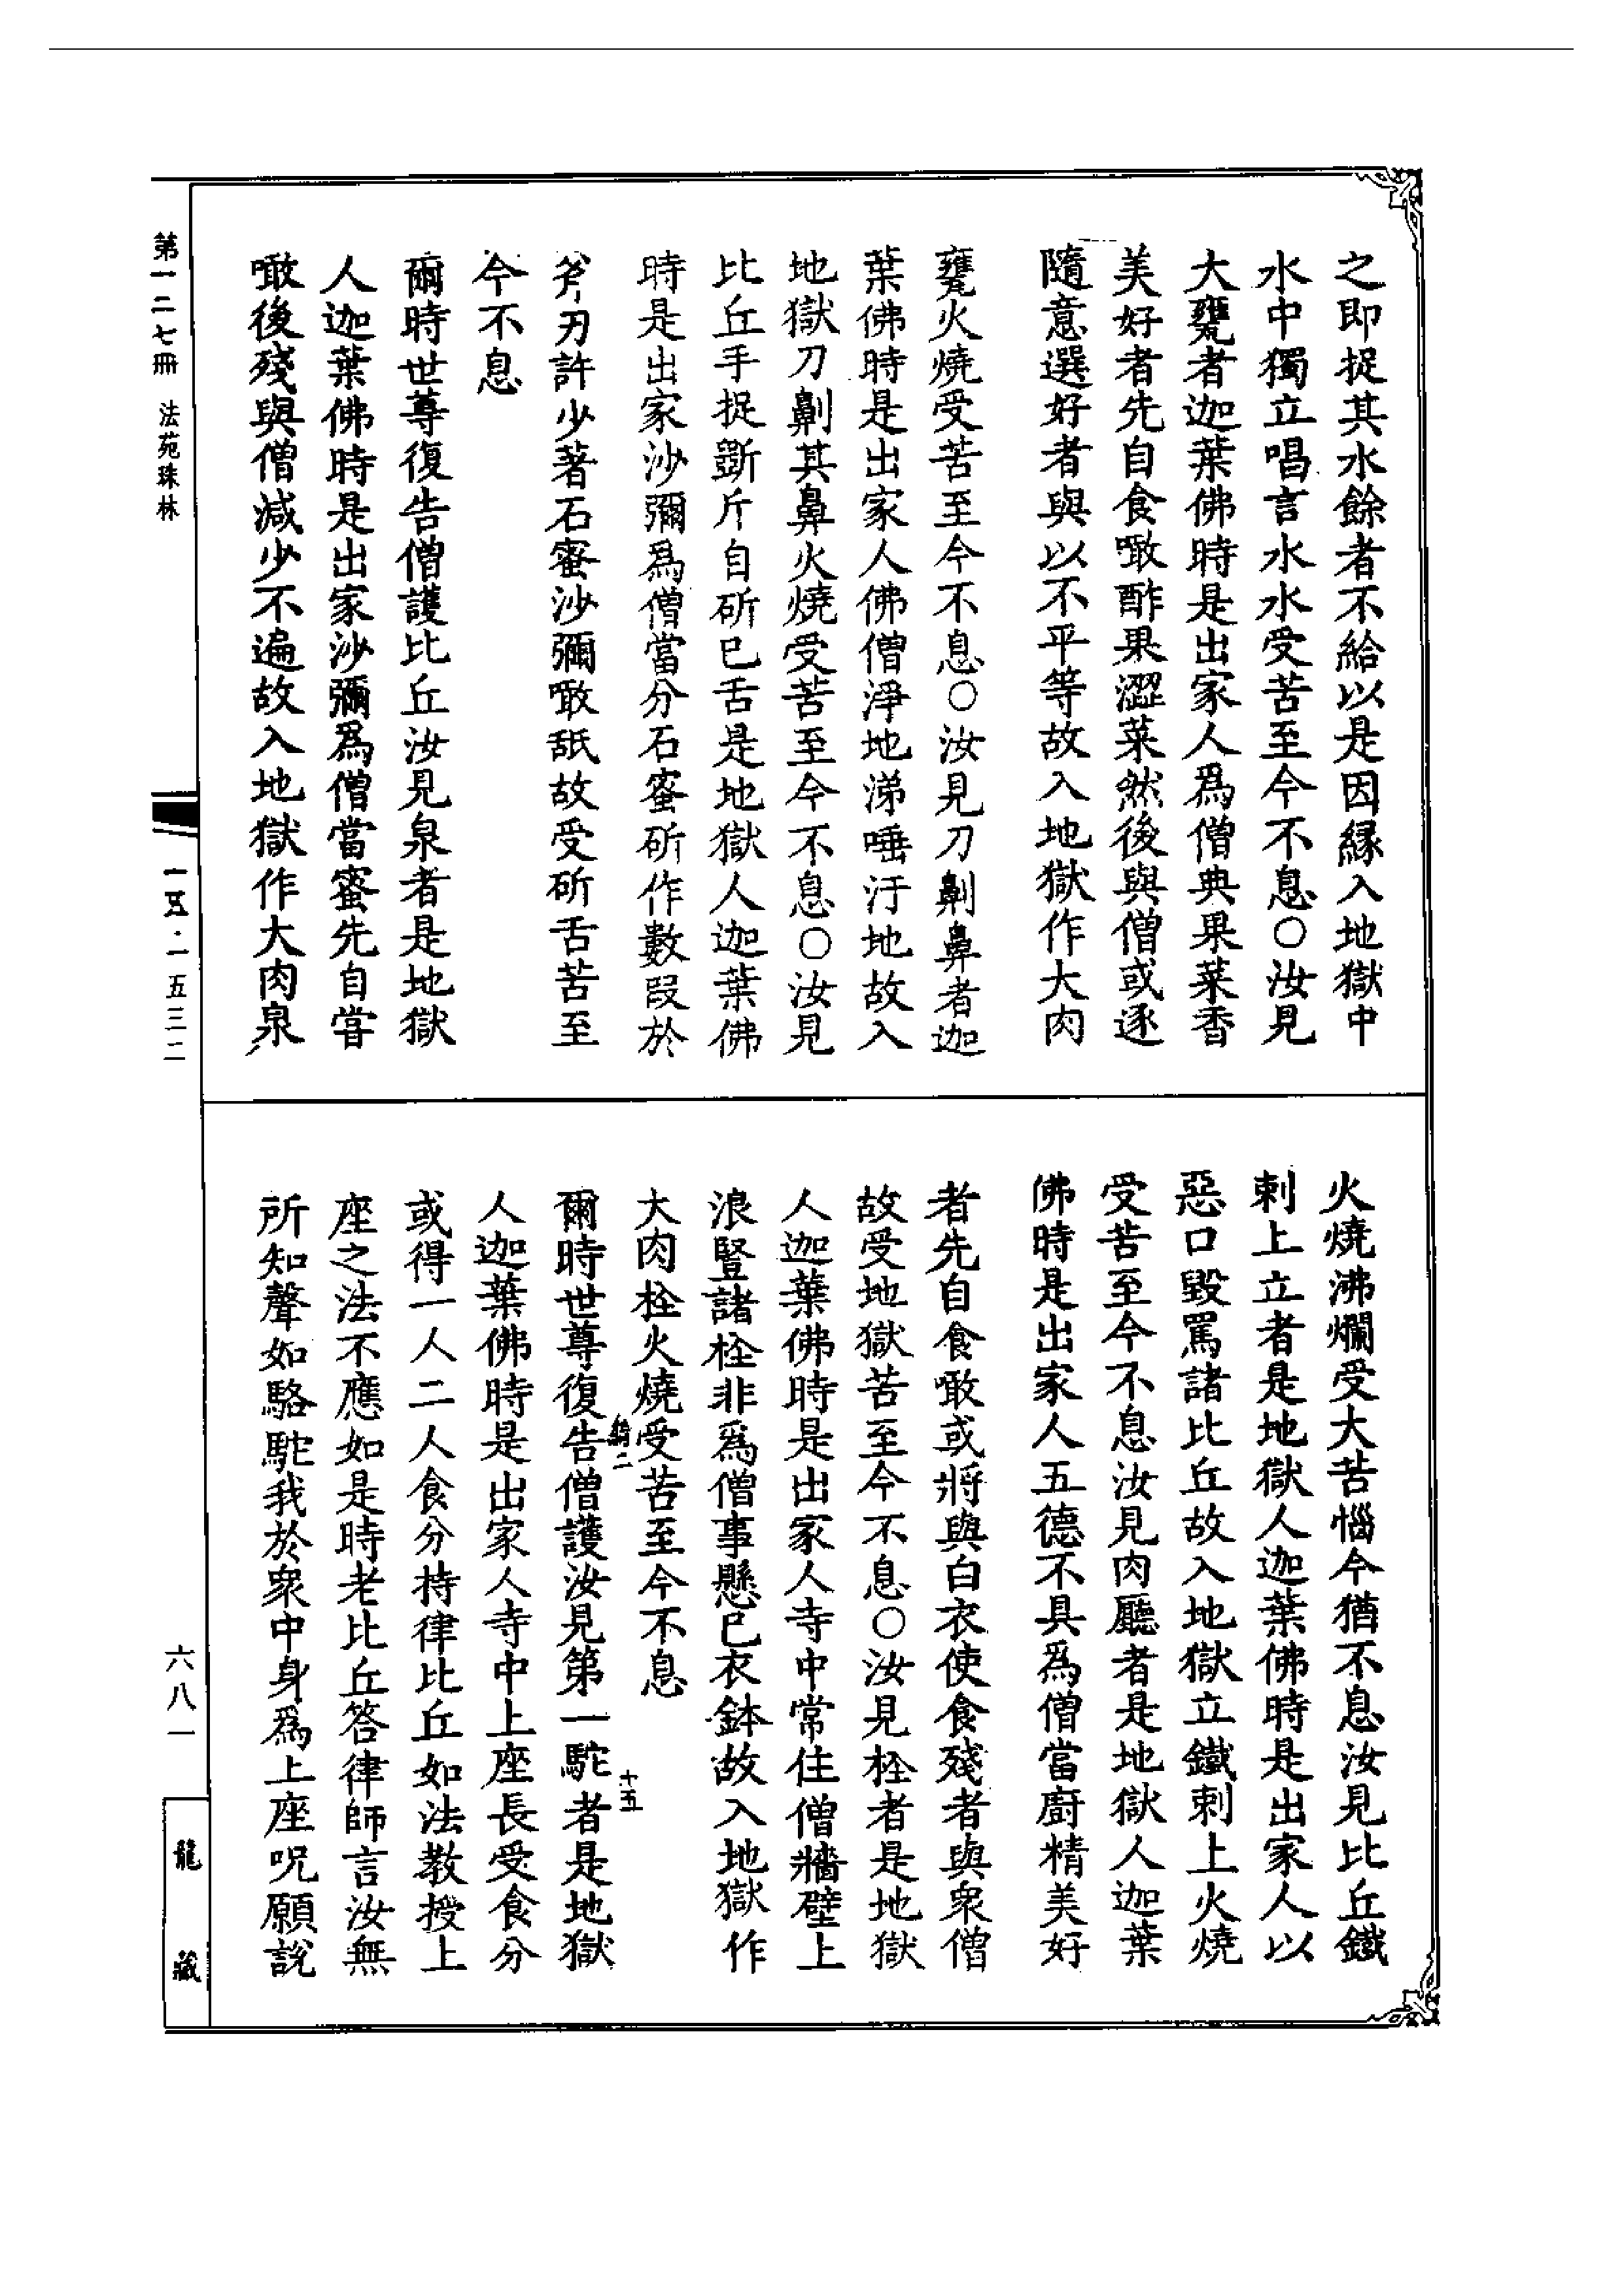 之即捉其水餘者不給以是因緣入地獄中
水中獨立唱言水水受苦至今不息○汝見
大甕者迦葉佛時是出家人爲僧典果菜香
美好者先自食噉酢果澀菜然後與僧或逐
隨意選好者與以不平等故入地獄作大肉
甕火燒受苦至今不息○汝見刀劓鼻者迦
葉佛時是出家人佛僧淨地涕唾汙地故入
地獄刀劓其鼻火燒受苦至今不息○汝見
比丘手捉斲斤自斫已舌是地獄人迦葉佛
時是出家沙彌爲僧當分石蜜斫作數段於
斧刃許少著石蜜沙彌噉舐故受斫舌苦至
今不息
爾時世尊復告僧護比丘汝見泉者是地獄
人迦葉佛時是出家沙彌爲僧當蜜先自甞
噉後殘與僧減少不遍故入地獄作大肉泉
火燒沸爛受大苦惱今猶不息汝見比丘鐵
刺上立者是地獄人迦葉佛時是出家人以
惡口毀罵諸比丘故入地獄立鐵刺上火燒
受苦至今不息汝見肉廳者是地獄人迦葉
佛時是出家人五德不具爲僧當廚精美好
者先自食噉或將與白衣使食殘者與衆僧
故受地獄苦至今不息○汝見栓者是地獄
人迦葉佛時是出家人寺中常住僧牆壁上
浪豎諸栓非爲僧事懸已衣鉢故入地獄作
大肉栓火燒受苦至今不息
爾時世尊復告僧護汝見第一駝者是地獄
人迦葉佛時是出家人寺中上座長受食分
或得一人二人食分持律比丘如法教授上
座之法不應如是時老比丘答律師言汝無
所知聲如駱駝我於衆中身爲上座呪願說
十五
第一二七冊 法苑珠林
一五三二
六八一
龍藏